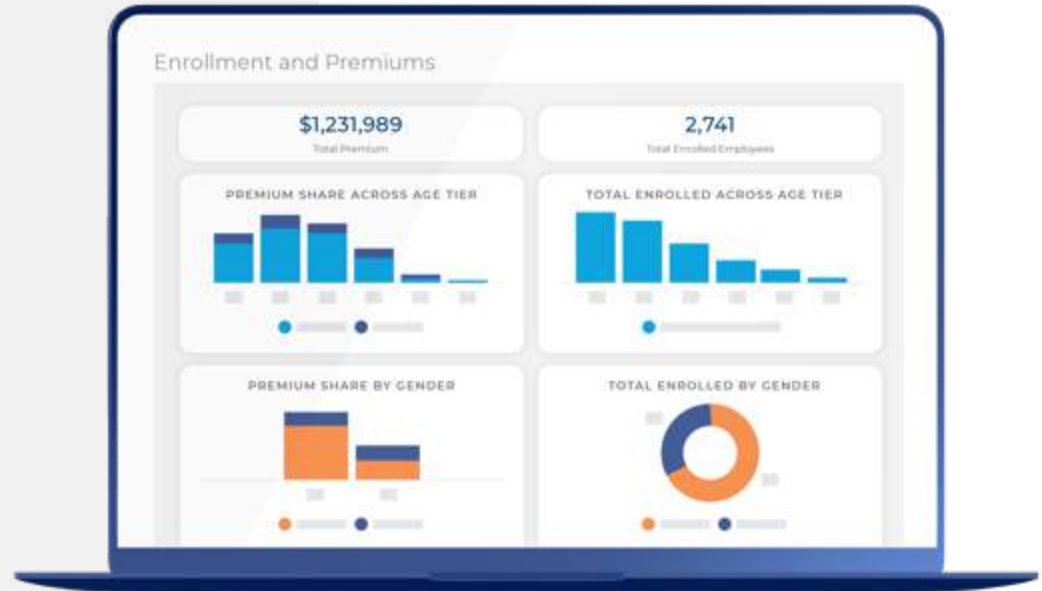 Enrollment and Premiums
$1,231,989
Total Premium
2,741
Total Enrolled Employees
PREMIUM SHARE ACROSS AGE TIER
TOTAL ENROLLED ACROSS AGE TIER
PREMIUM SHARE BY GENDER
TOTAL ENROLLED BY GENDER